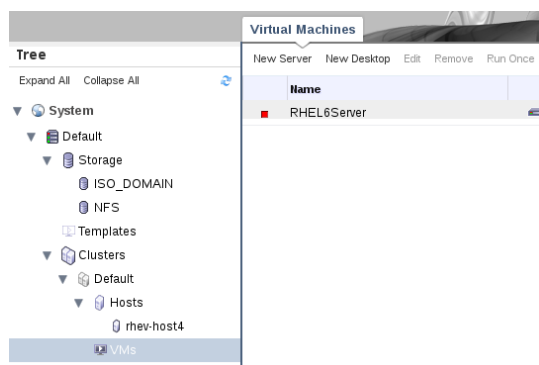 Virtual Machines
Tree
New Server New Desktop Edit Remove Run Once
Expand All Collapse All
Name
System
RHEL6Server
Default
Storage
ISO_DOMAIN
NFS
Templates
Clusters
Default
Hosts
rhev-host4
VMs